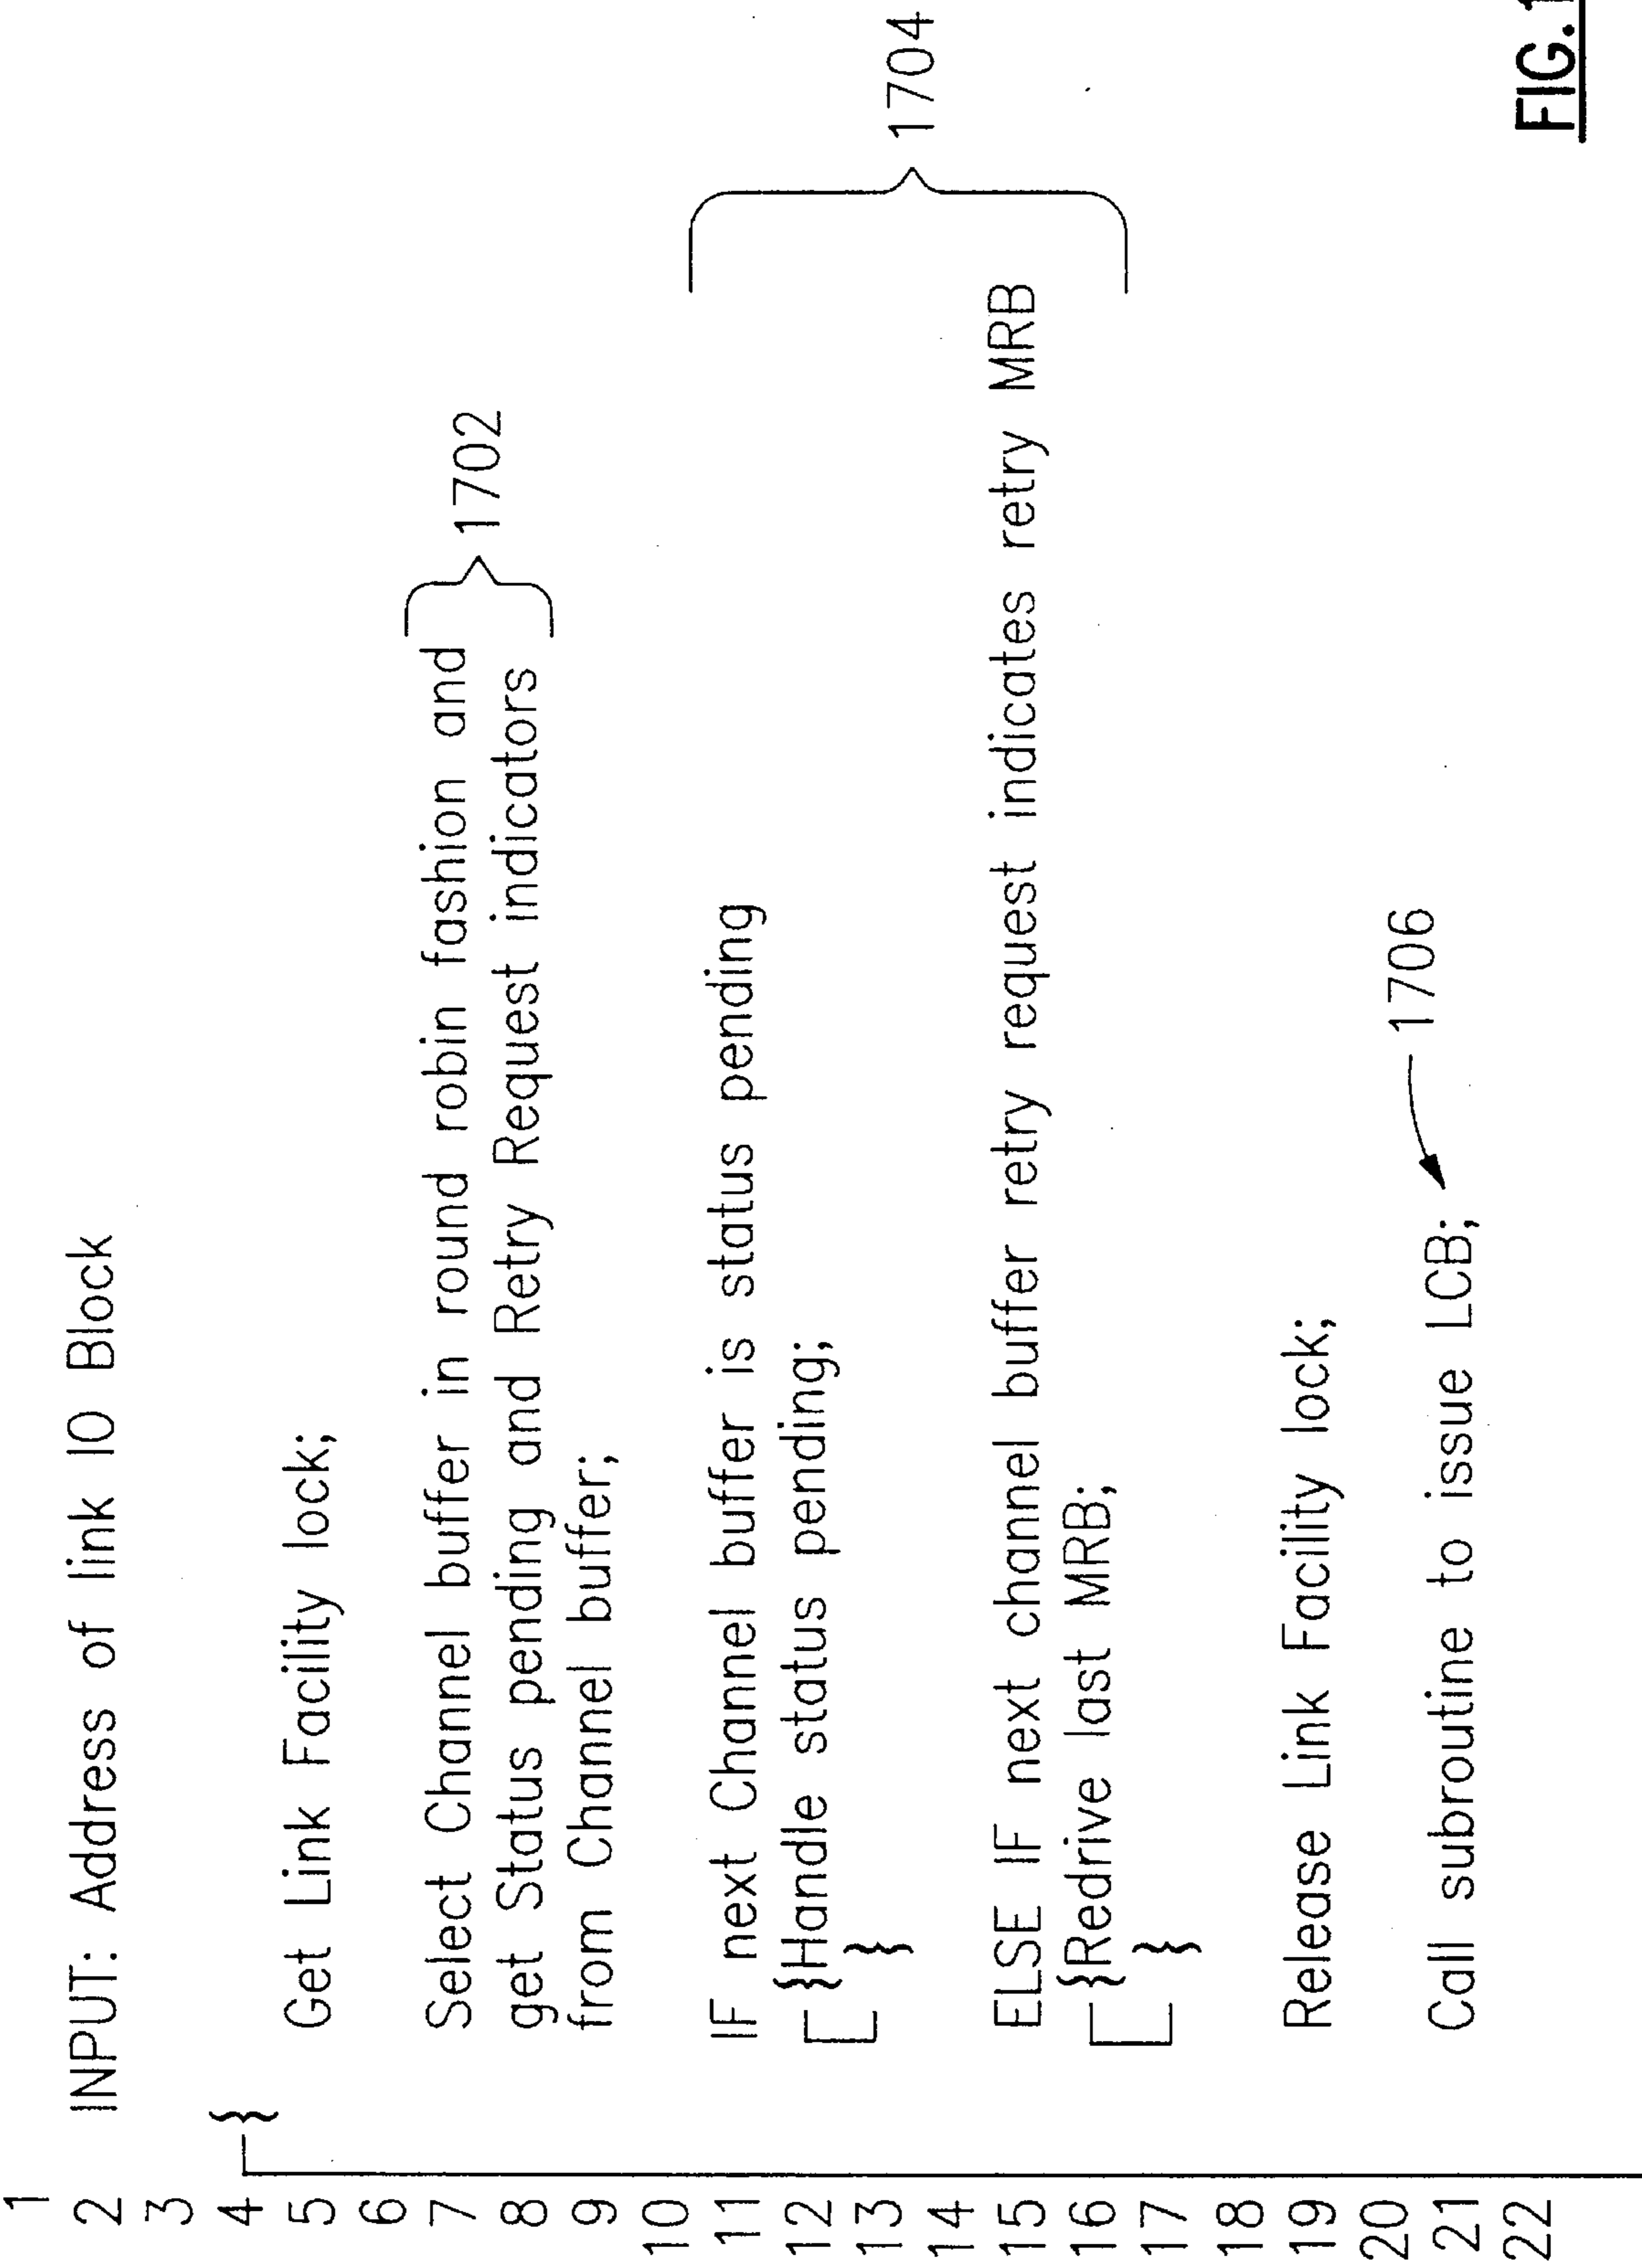 1
2 INPUT: Address of link IO Block
3
4 {
5 Get Link Facility lock;
6
7 Select Channel buffer in round robin fashion and
8 get Status pending and Retry Request indicators } 1702
9 from Channel buffer;
10
11 IF next Channel buffer is status pending
12 {Handle status pending;
13 }
14 1704
15 ELSE IF next channel buffer retry request indicates retry MRB
16 {Redrive last MRB;
17 }
18
19 Release Link Facility lock;
20
21 Call subroutine to issue LCB; 1706
22
FIG.1